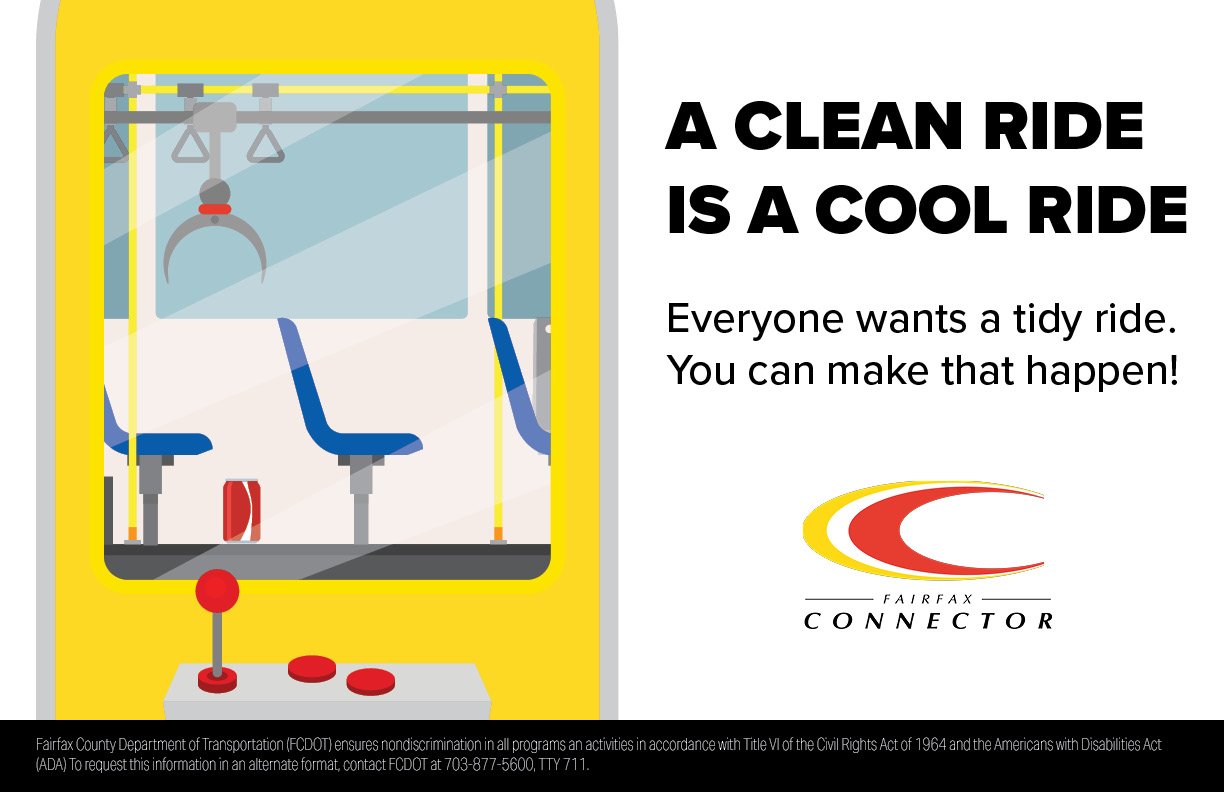 A CLEAN RIDE
IS A COOL RIDE
Everyone wants a tidy ride.
You can make that happen!
FAIRFAX
CONNECTOR
Fairfax County Department of Transportation (FCDOT) ensures nondiscrimination in all programs an activities in accordance with Title VI of the Civil Rights Act of 1964 and the Americans with Disabilities Act
(ADA) To request this information in an alternate format, contact FCDOT at 703-877-5600, TTY 711.